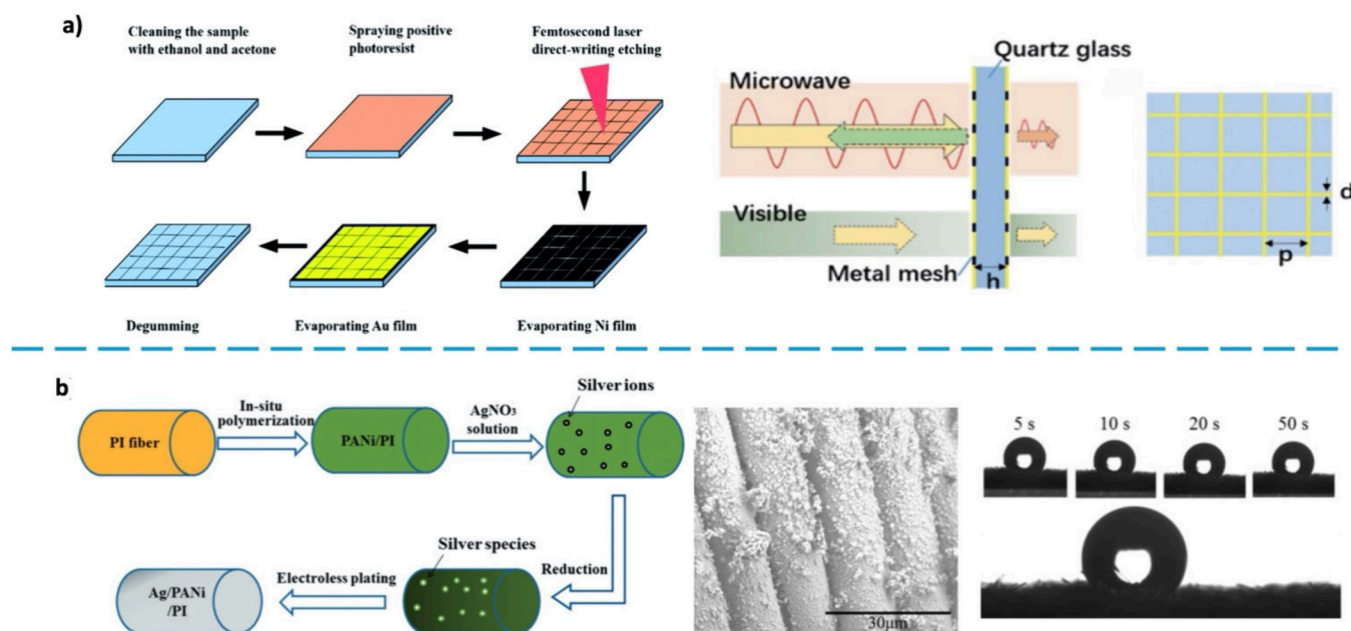 a)
Cleaning the sample
with ethanol and acetone
Spraying positive
photoresist
Femtosecond laser
direct-writing etching
Degumming
Evaporating Au film
Evaporating Ni film
Quartz glass
Microwave
Visible
Metal mesh
h
d
p
b
PI fiber
In-situ
polymerization
PANi/PI
AgNO₃
solution
Silver ions
Reduction
Silver species
Electroless plating
Ag/PANi
/PI
30μm
5 s
10 s
20 s
50 s